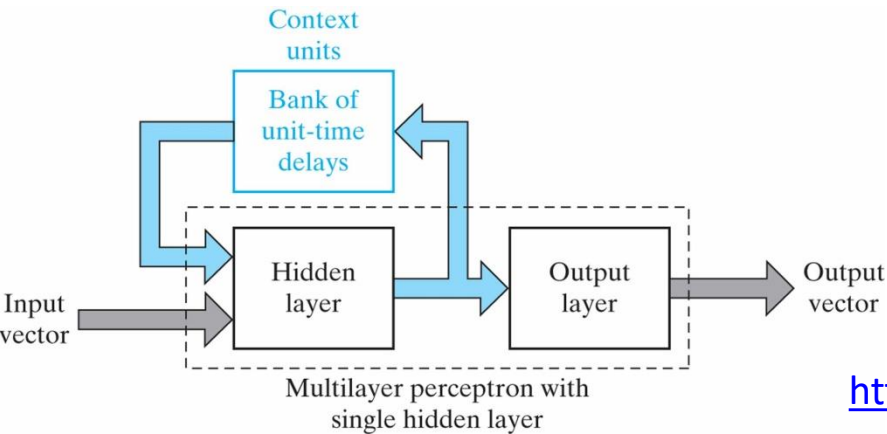 Context
units
Bank of
unit-time
delays
Hidden
layer
Output
layer
Input
vector
Output
vector
Multilayer perceptron with
single hidden layer
htt